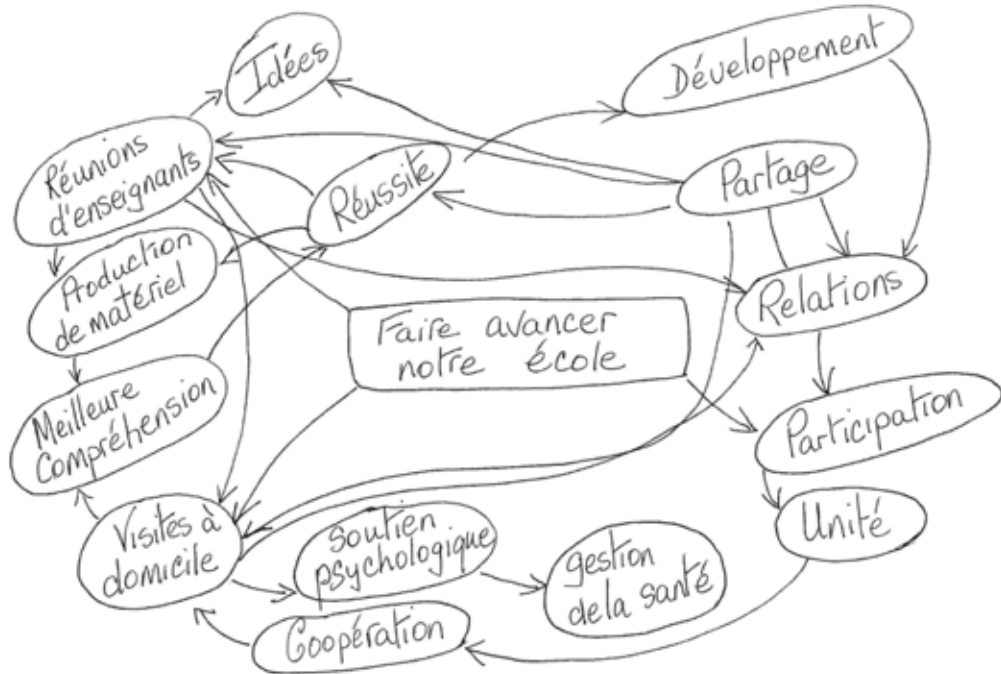 Idées
Développement
Réunions
d'enseignants
Réussite
Partage
Production
de matériel
Relations
Faire avancer
notre école
Meilleure
Compréhension
Participation
Visites à
domicile
soutien
psychologique
gestion
de la santé
Unité
Coopération